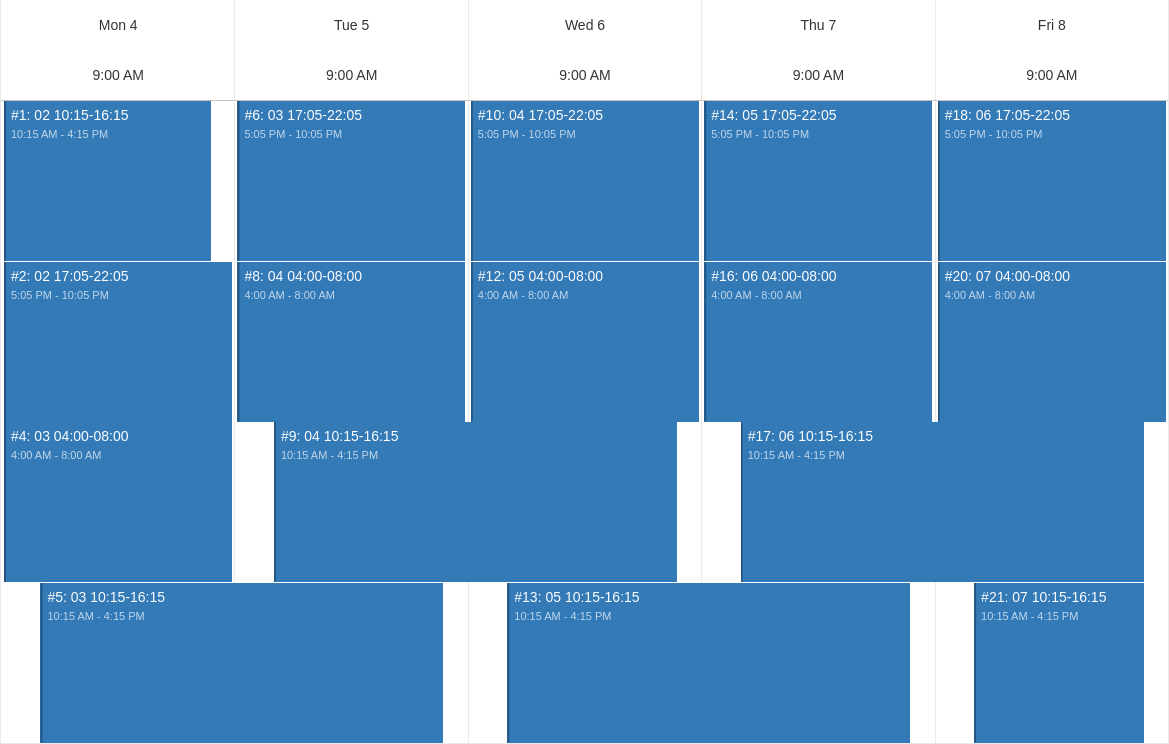 Mon 4
Tue 5
Wed 6
Thu 7
Fri 8
9:00 AM
9:00 AM
9:00 AM
9:00 AM
9:00 AM
#1: 02 10:15-16:15
10:15 AM - 4:15 PM
#6: 03 17:05-22:05
5:05 PM - 10:05 PM
#10: 04 17:05-22:05
5:05 PM - 10:05 PM
#14: 05 17:05-22:05
5:05 PM - 10:05 PM
#18: 06 17:05-22:05
5:05 PM - 10:05 PM
#2: 02 17:05-22:05
5:05 PM - 10:05 PM
#8: 04 04:00-08:00
4:00 AM - 8:00 AM
#12: 05 04:00-08:00
4:00 AM - 8:00 AM
#16: 06 04:00-08:00
4:00 AM - 8:00 AM
#20: 07 04:00-08:00
4:00 AM - 8:00 AM
#4: 03 04:00-08:00
4:00 AM - 8:00 AM
#9: 04 10:15-16:15
10:15 AM - 4:15 PM
#17: 06 10:15-16:15
10:15 AM - 4:15 PM
#5: 03 10:15-16:15
10:15 AM - 4:15 PM
#13: 05 10:15-16:15
10:15 AM - 4:15 PM
#21: 07 10:15-16:15
10:15 AM - 4:15 PM